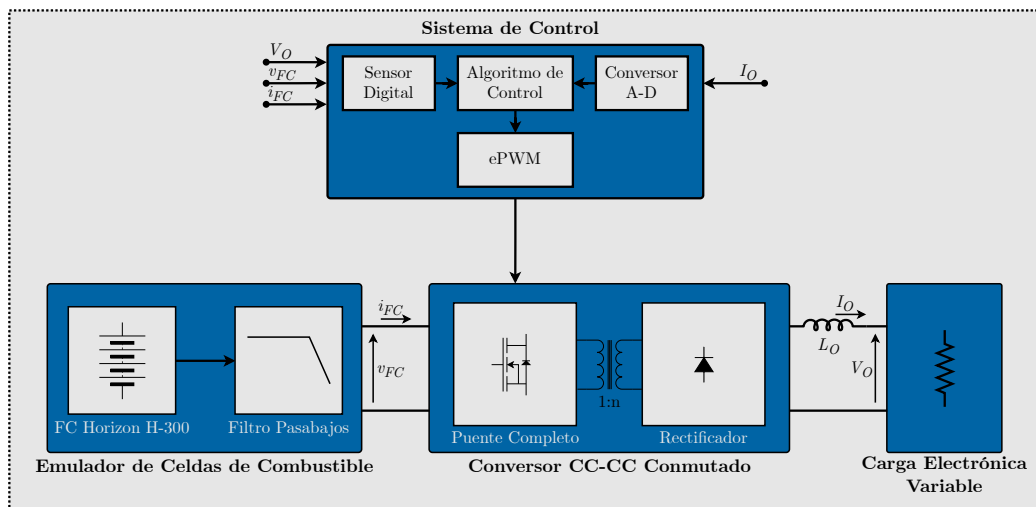 Sistema de Control
V_O
v_FC
i_FC
Sensor
Digital
Algoritmo de
Control
Conversor
A-D
I_O
ePWM
i_FC
v_FC
I_O
L_O
V_O
1:n
FC Horizon H-300
Filtro Pasabajos
Puente Completo
Rectificador
Emulador de Celdas de Combustible
Conversor CC-CC Conmutado
Carga Electrónica
Variable